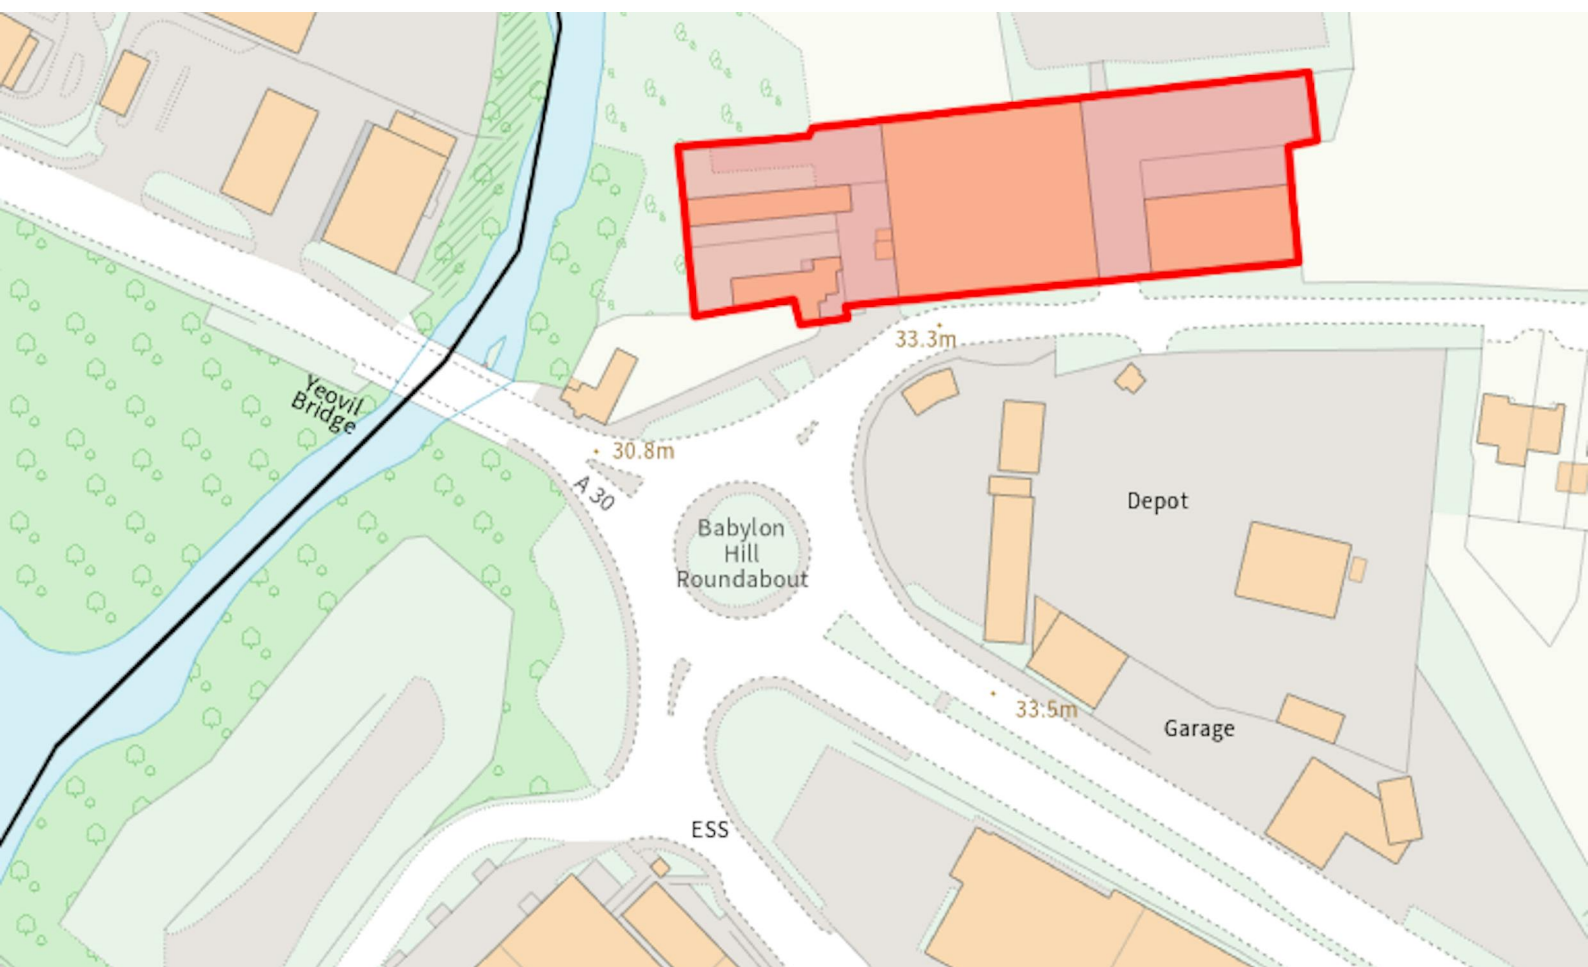 33.3m
Yeovil
Bridge
30.8m
A 30
Depot
Babylon
Hill
Roundabout
33.5m
Garage
ESS